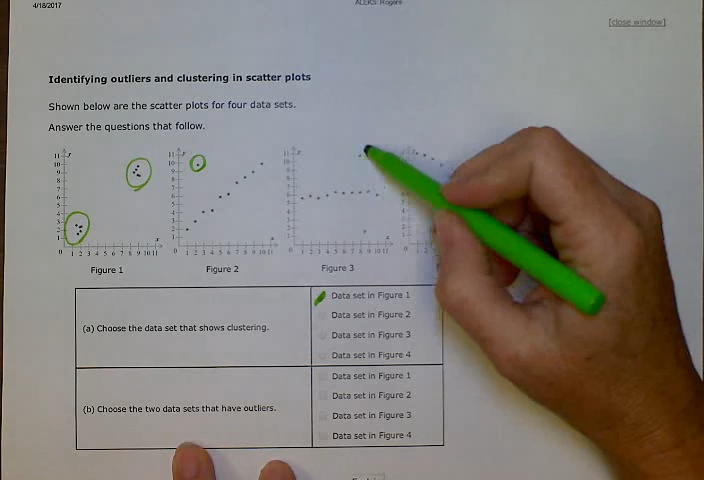 4/18/2017
ALEKS: Rogers
[close window]
Identifying outliers and clustering in scatter plots
Shown below are the scatter plots for four data sets.
Answer the questions that follow.
Figure 1
Figure 2
Figure 3
(a) Choose the data set that shows clustering.
Data set in Figure 1
Data set in Figure 2
Data set in Figure 3
Data set in Figure 4
(b) Choose the two data sets that have outliers.
Data set in Figure 1
Data set in Figure 2
Data set in Figure 3
Data set in Figure 4